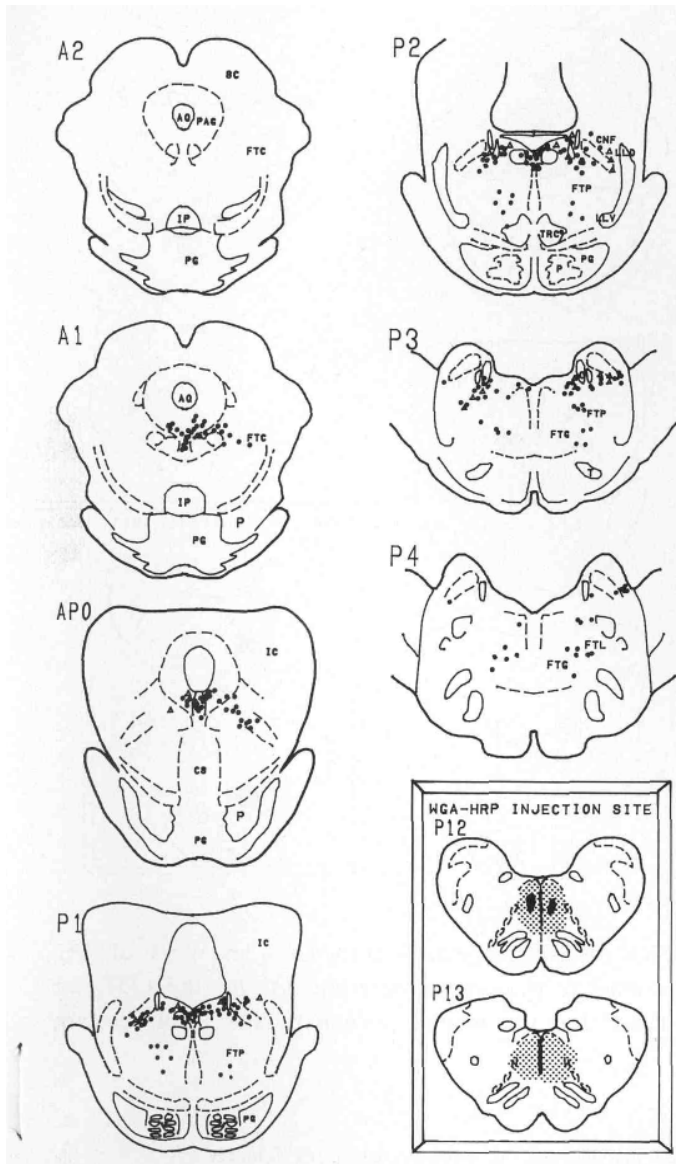 A2
SC
AQ PAG
FTC
IP
PG
A1
AQ
FTC
IP
P
PG
AP0
IC
CS
P
PG
P1
IC
FTP
PG
P2
CNF
LLD
FTP
LLV
TRC
PG
P
P3
FTP
FTG
T
P4
FTL
FTG
WGA-HRP INJECTION SITE
P12
P13